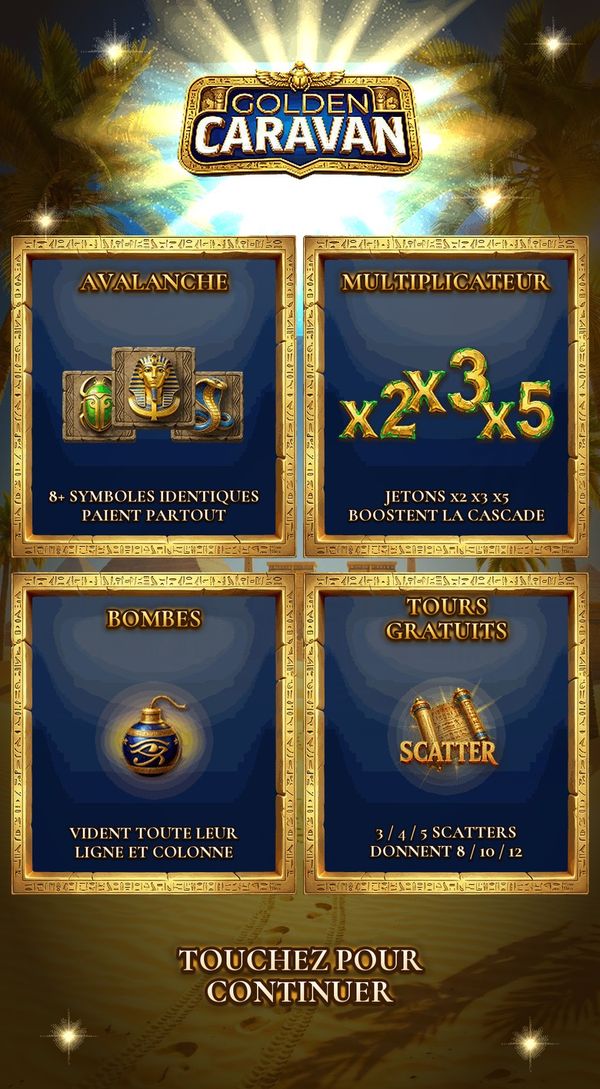 GOLDEN
CARAVAN
AVALANCHE
8+ SYMBOLES IDENTIQUES
PAIENT PARTOUT
MULTIPLICATEUR
x2 x3 x5
JETONS x2 x3 x5
BOOSTENT LA CASCADE
BOMBES
VIDENT TOUTE LEUR
LIGNE ET COLONNE
TOURS
GRATUITS
SCATTER
3 / 4 / 5 SCATTERS
DONNENT 8 / 10 / 12
TOUCHEZ POUR
CONTINUER